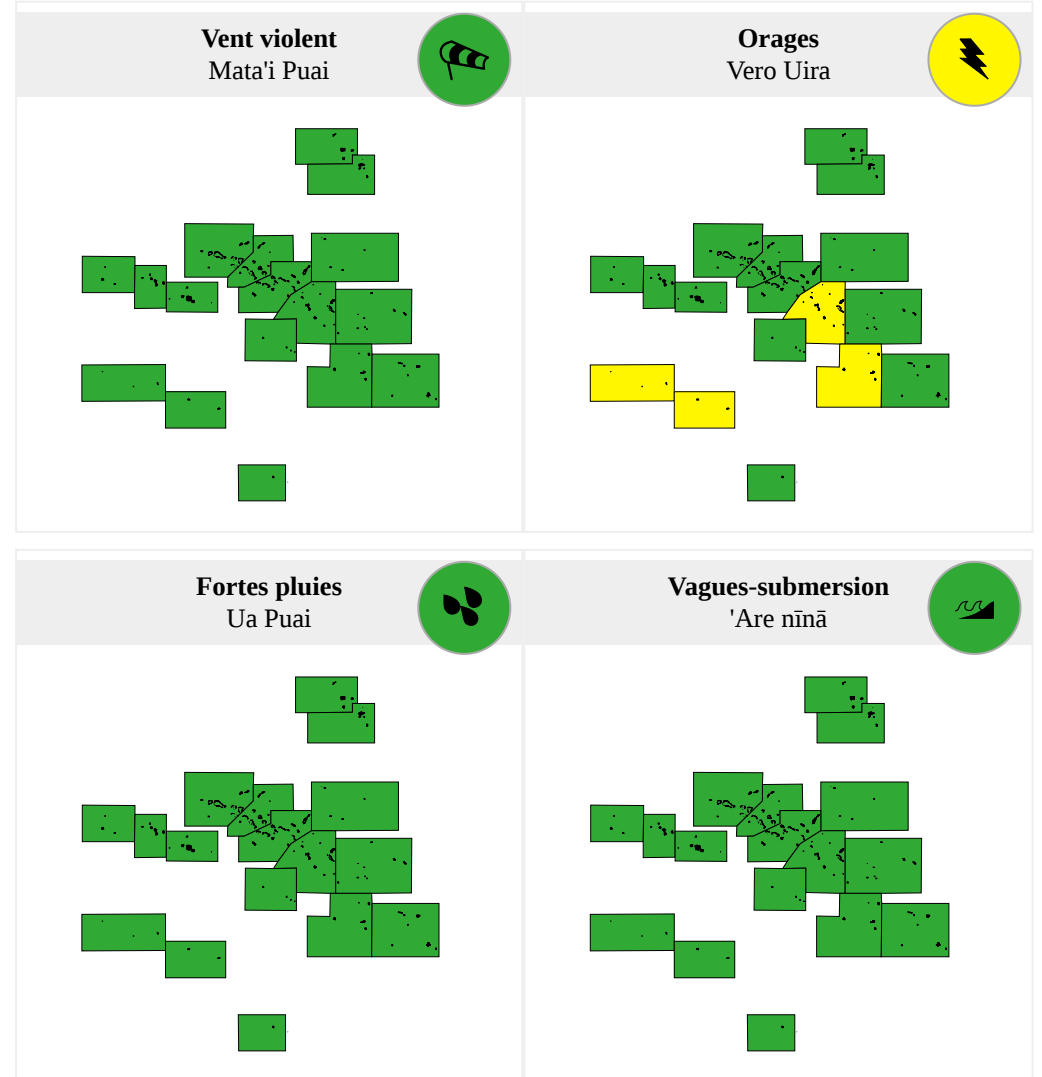 Vent violent
Mata'i Puai
Orages
Vero Uira
Fortes pluies
Ua Puai
Vagues-submersion
'Are nīnā